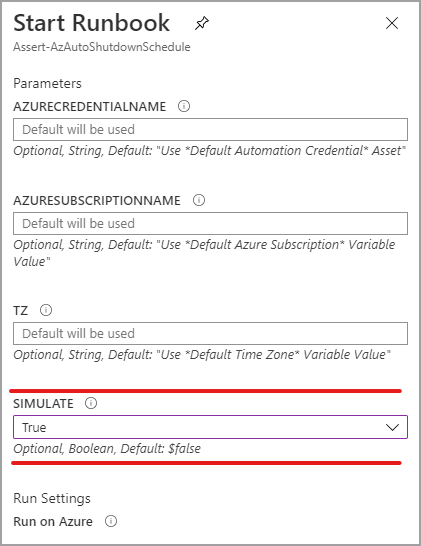 Start Runbook
Assert-AzAutoShutdownSchedule
Parameters
AZURECREDENTIALNAME
Default will be used
Optional, String, Default: "Use *Default Automation Credential* Asset"
AZURESUBSCRIPTIONNAME
Default will be used
Optional, String, Default: "Use *Default Azure Subscription* Variable
Value"
TZ
Default will be used
Optional, String, Default: "Use *Default Time Zone* Variable Value"
SIMULATE
True
Optional, Boolean, Default: $false
Run Settings
Run on Azure